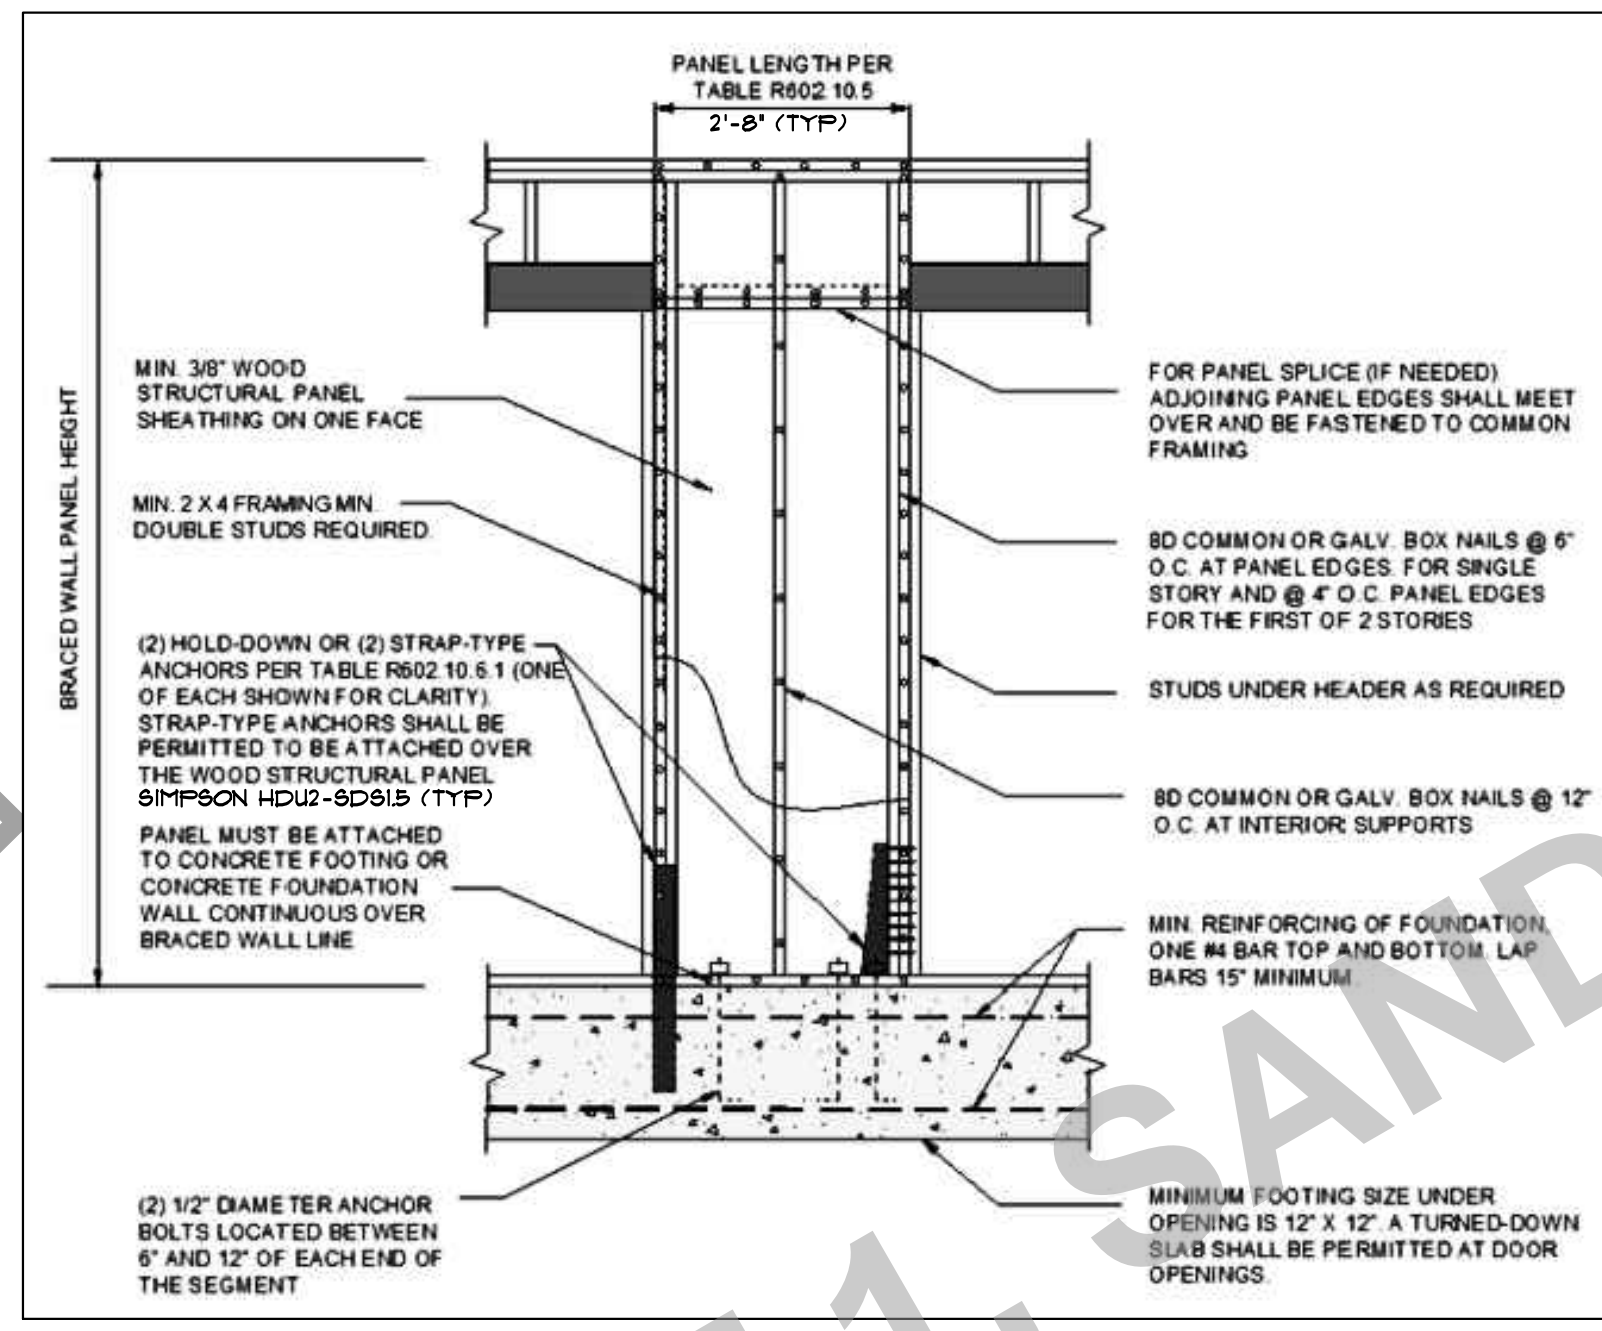 PANEL LENGTH PER
TABLE R602 10.5
2'-8" (TYP)
BRACED WALL PANEL HEIGHT
MIN. 3/8" WOOD
STRUCTURAL PANEL
SHEATHING ON ONE FACE
MIN. 2 X 4 FRAMING MIN.
DOUBLE STUDS REQUIRED.
(2) HOLD-DOWN OR (2) STRAP-TYPE
ANCHORS PEIR TABLE R602.10.6.1 (ONE
OF EACH SHOWN FOR CLARITY).
STRAP-TYPE ANCHORS SHALL BE
PERMITTED TO BE ATTACHED OVER
THE WOOD STRUCTURAL PANEL
SIMPSON HDU2-SDS1.5 (TYP)
PANEL MUST BE ATTACHED
TO CONCRETE FOOTING OR
CONCRETE FOUNDATION
WALL CONTINUOUS OVER
BRACED WALL LINE
(2) 1/2" DIAMETER ANCHOR
BOLTS LOCATED BETWEEN
6" AND 12" OF EACH END OF
THE SEGMENT
FOR PANEL SPLICE (IF NEEDED)
ADJOINING PANEL EDGES SHALL MEET
OVER AND BE FASTENED TO COMMON
FRAMING
8D COMMON OR GALV. BOX NAILS @ 6"
O.C. AT PANEL EDGES. FOR SINGLE
STORY AND @ 4" O.C. PANEL EDGES
FOR THE FIRST OF 2 STORIES
STUDS UNDER HEADER AS REQUIRED
8D COMMON OR GALV. BOX NAILS @ 12"
O.C. AT INTERIOR SUPPORTS
MIN. REINFORCING OF FOUNDATION,
ONE #4 BAR TOP AND BOTTOM. LAP
BARS 15" MINIMUM.
MINIMUM FOOTING SIZE UNDER
OPENING IS 12" X 12". A TURNED-DOWN
SLAB SHALL BE PERMITTED AT DOOR
OPENINGS.
1, SAND